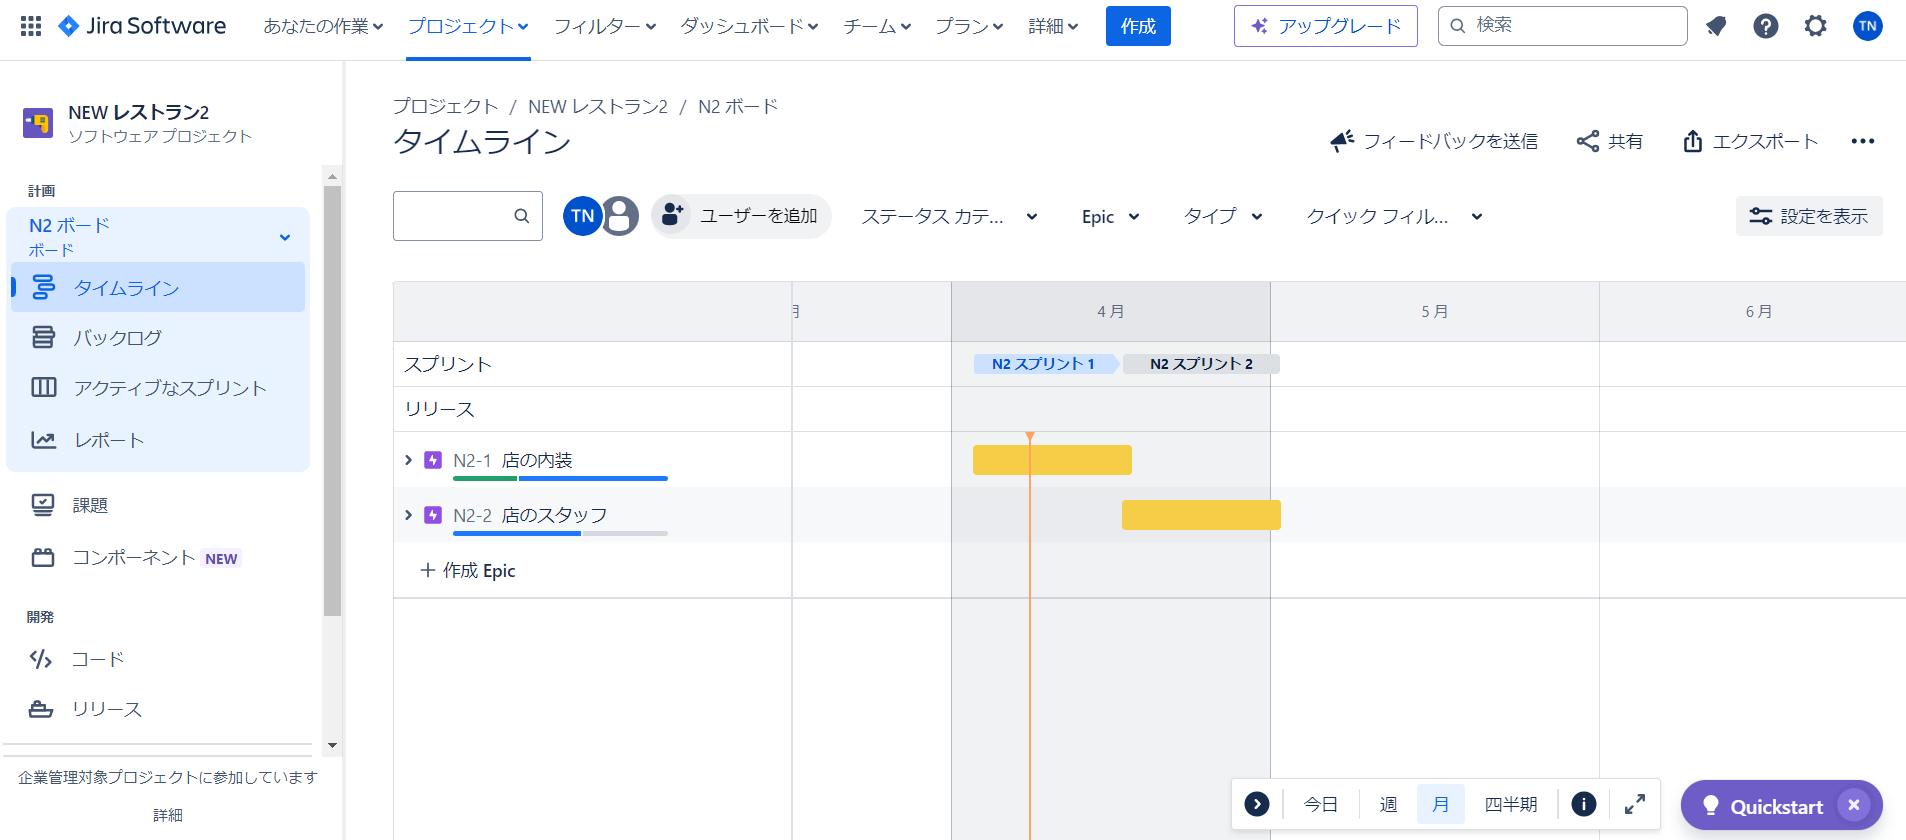 Jira Software あなたの作業 プロジェクト フィルター ダッシュボード チーム プラン 詳細 作成 アップグレード 検索 TN
NEW レストラン2
ソフトウェア プロジェクト
計画
N2 ボード
ボード
タイムライン
バックログ
アクティブなスプリント
レポート
課題
コンポーネント NEW
開発
コード
リリース
企業管理対象プロジェクトに参加しています
詳細
プロジェクト / NEW レストラン2 / N2 ボード
タイムライン
フィードバックを送信 共有 エクスポート
TN ユーザーを追加 ステータス カテ... Epic タイプ クイック フィル... 設定を表示
月 4 月 5 月 6 月
スプリント N2 スプリント 1 N2 スプリント 2
リリース
N2-1 店の内装
N2-2 店のスタッフ
作成 Epic
今日 週 月 四半期 Quickstart